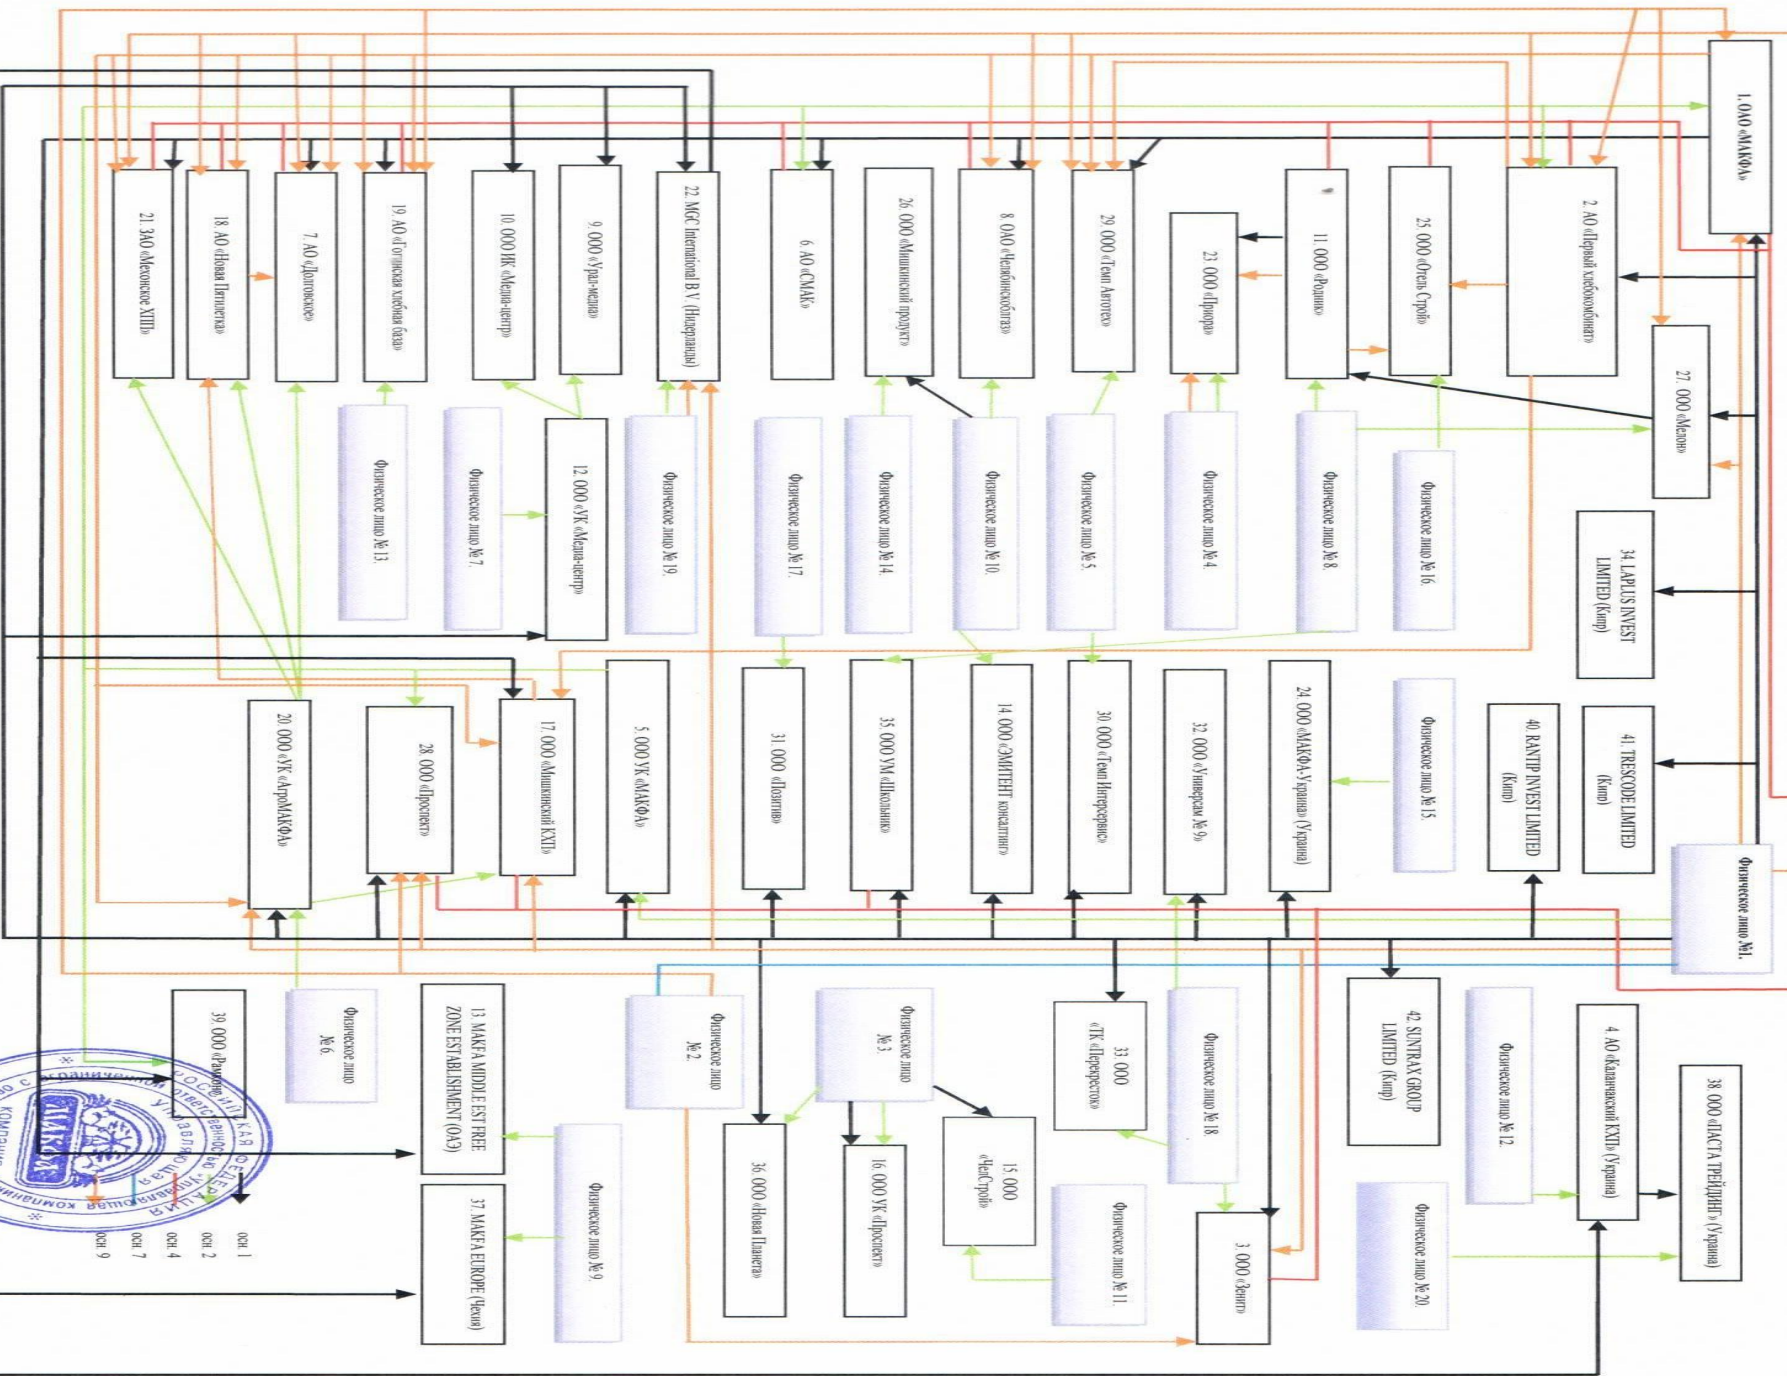 1. ОАО «МАКФА»
2. АО «Первый хлебокомбинат»
25. ООО «Отель Строй»
11. ООО «Родник»
23. ООО «Приора»
29. ООО «Темп Автотех»
8. ОАО «Челябинскоблгаз»
26. ООО «Мишкинский продукт»
6. АО «СМАК»
22. MGC International B.V. (Нидерланды)
9. ООО «Урал-медиа»
10. ООО ИК «Медиа-центр»
19. АО «Готнинская хлебная база»
7. АО «Долговское»
18. АО «Новая Пятилетка»
21. ЗАО «Мехонское ХПП»
27. ООО «Мелон»
Физическое лицо № 16.
Физическое лицо № 8.
Физическое лицо № 4.
Физическое лицо № 5.
Физическое лицо № 10.
Физическое лицо № 14.
Физическое лицо № 17.
Физическое лицо № 19.
12. ООО «УК «Медиа-центр»
Физическое лицо № 7.
Физическое лицо № 13.
34. LAPLUS INVEST
LIMITED (Кипр)
41. TRESCODE LIMITED
(Кипр)
40. RANTIP INVEST LIMITED
(Кипр)
Физическое лицо № 15.
24. ООО «МАКФА-Украина» (Украина)
32. ООО «Универсам № 9»
30. ООО «Темп Интерсервис»
14. ООО «ЭМИТЕНТ консалтинг»
35. ООО УМ «Школьник»
31. ООО «Позитив»
5. ООО УК «МАКФА»
17. ООО «Мишкинский КХП»
28. ООО «Проспект»
20. ООО «УК «АгроМАКФА»
Физическое лицо №1.
38. ООО «ПАСТА ТРЕЙДИНГ» (Украина)
4. АО «Каланчакский КХП» (Украина)
Физическое лицо № 20.
Физическое лицо № 12.
42. SUNTRAX GROUP
LIMITED (Кипр)
3. ООО «Зенит»
Физическое лицо № 18.
33. ООО
«ТК «Перекресток»
Физическое лицо № 11.
15. ООО
«ЧелСтрой»
Физическое лицо
№ 3.
16. ООО УК «Проспект»
36. ООО «Новая Планета»
Физическое лицо
№ 2.
Физическое лицо № 9.
13. MAKFA MIDDLE EST FREE
ZONE ESTABLISHMENT (ОАЭ)
37. MAKFA EUROPE (Чехия)
Физическое лицо
№ 6.
39. ООО
осн. 1
осн. 2
осн. 4
осн. 7
осн. 9